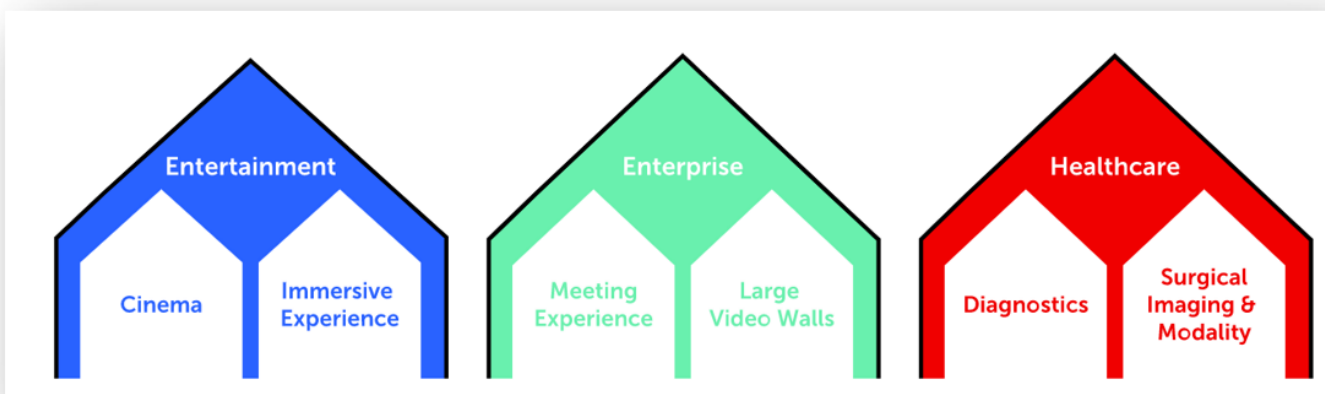 Entertainment
Cinema
Immersive
Experience
Enterprise
Meeting
Experience
Large
Video Walls
Healthcare
Diagnostics
Surgical
Imaging &
Modality